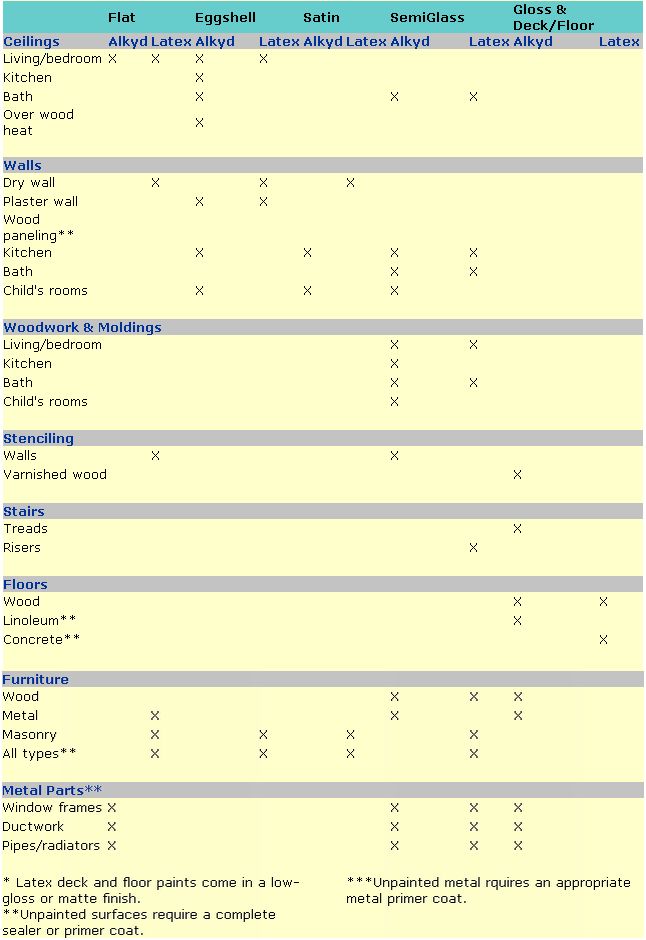 Flat Eggshell Satin SemiGlass Gloss & Deck/Floor
Ceilings Alkyd Latex Alkyd Latex Alkyd Latex Alkyd Latex Alkyd Latex
Living/bedroom X X X X
Kitchen X
Bath X X X
Over wood
heat X
Walls
Dry wall X X X
Plaster wall X X
Wood
paneling**
Kitchen X X X X
Bath X X
Child's rooms X X X
Woodwork & Moldings
Living/bedroom X X
Kitchen X
Bath X X
Child's rooms X
Stenciling
Walls X X
Varnished wood X
Stairs
Treads X
Risers X
Floors
Wood X X
Linoleum** X
Concrete** X
Furniture
Wood X X X
Metal X X X
Masonry X X X X
All types** X X X X
Metal Parts**
Window frames X X X X
Ductwork X X X X
Pipes/radiators X X X X
* Latex deck and floor paints come in a low-
gloss or matte finish.
**Unpainted surfaces require a complete
sealer or primer coat.
***Unpainted metal rquires an appropriate
metal primer coat.